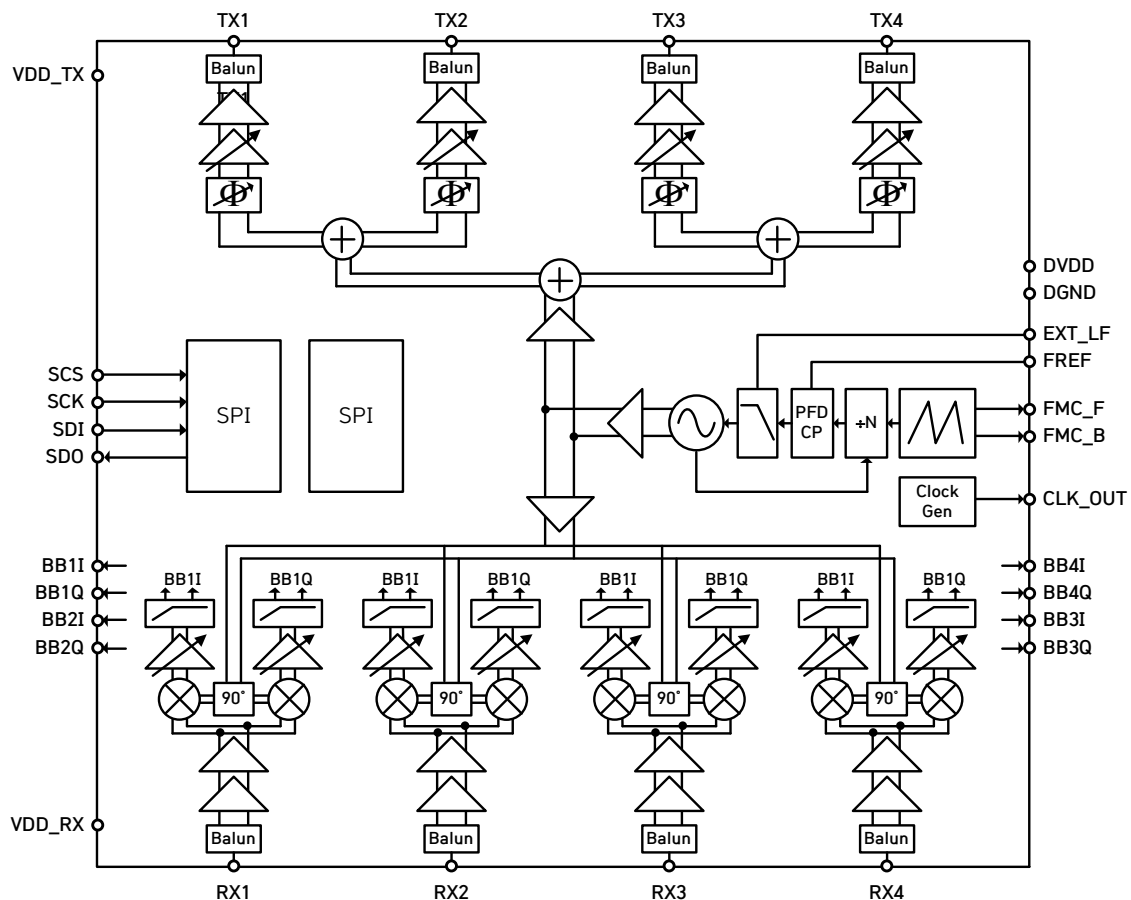 TX1 TX2 TX3 TX4
VDD_TX
Balun Balun Balun Balun
TX1
Φ Φ Φ Φ
DVDD
DGND
EXT_LF
FREF
SCS
SCK
SDI
SDO
SPI SPI
PFD
CP
÷N
FMC_F
FMC_B
Clock
Gen
CLK_OUT
BB1I
BB1Q
BB2I
BB2Q
BB1I BB1Q BB1I BB1Q BB1I BB1Q BB1I BB1Q
BB4I
BB4Q
BB3I
BB3Q
90° 90° 90° 90°
VDD_RX
Balun Balun Balun Balun
RX1 RX2 RX3 RX4